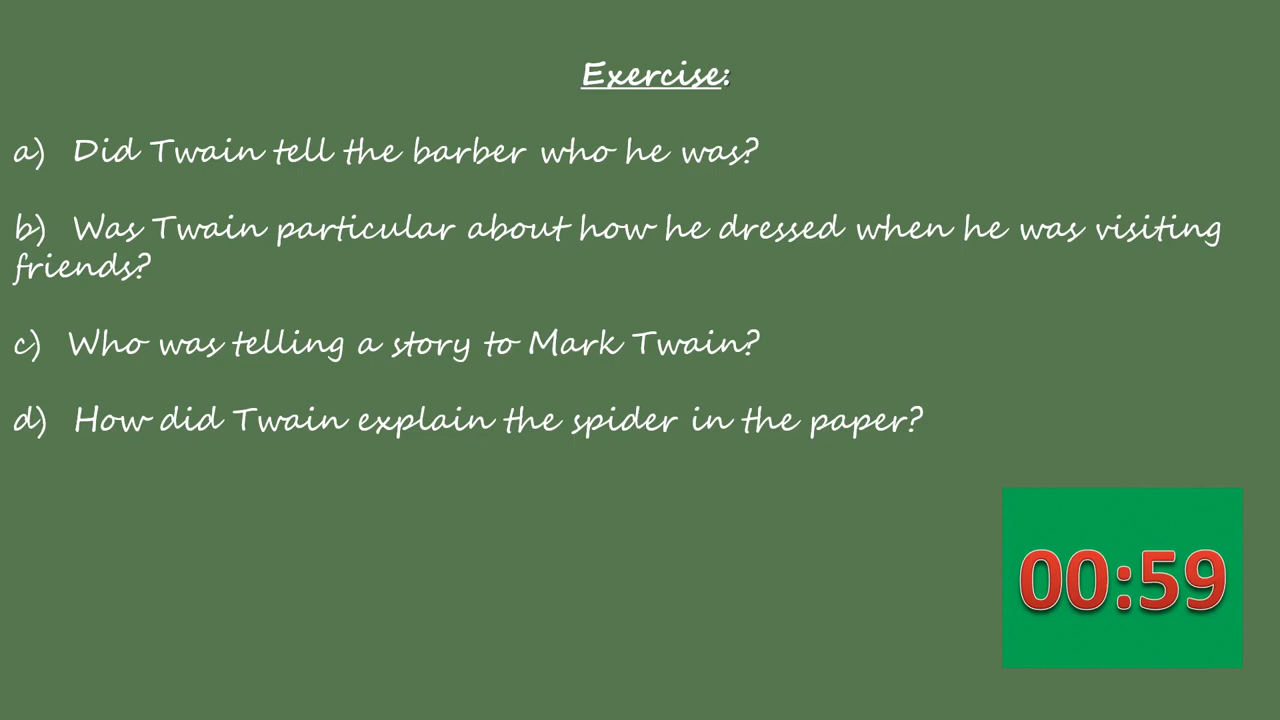 Exercise:
a) Did Twain tell the barber who he was?
b) Was Twain particular about how he dressed when he was visiting
friends?
c) Who was telling a story to Mark Twain?
d) How did Twain explain the spider in the paper?
00:59